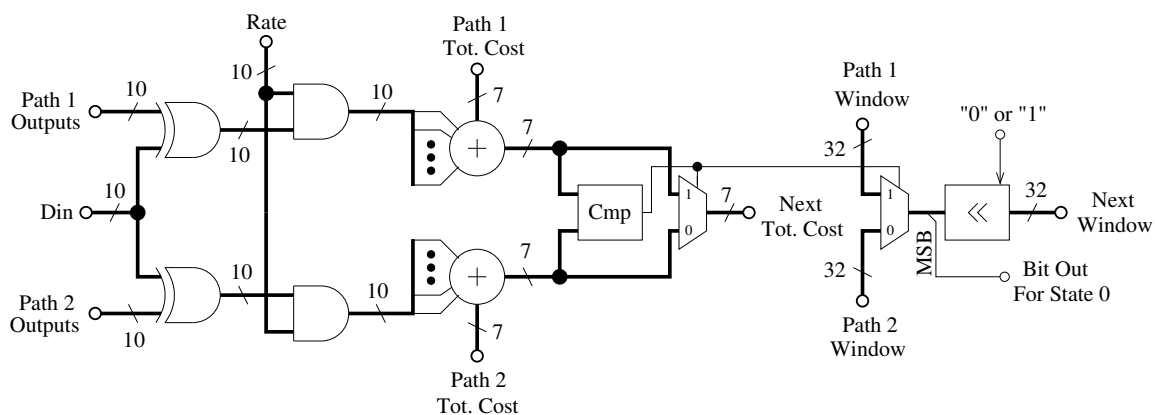 Rate
10
Path 1
Tot. Cost
7
Path 1
Outputs
10
10
10
7
Path 1
Window
32
"0" or "1"
Din
10
+
Cmp
1
0
7
Next
Tot. Cost
1
0
<<
32
Next
Window
MSB
Bit Out
For State 0
Path 2
Outputs
10
10
10
+
7
7
Path 2
Tot. Cost
32
Path 2
Window